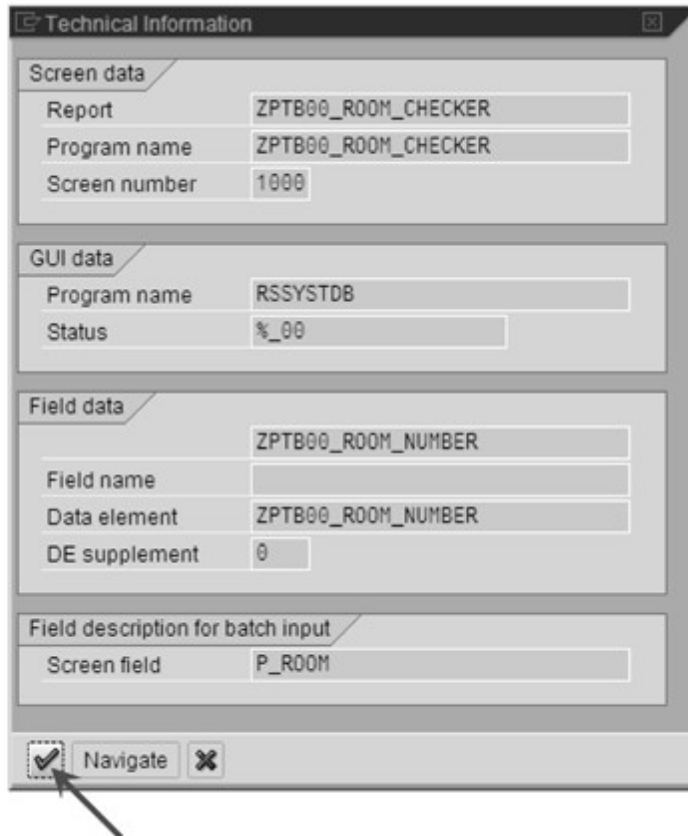 Technical Information
Screen data
Report ZPTB00_ROOM_CHECKER
Program name ZPTB00_ROOM_CHECKER
Screen number 1000
GUI data
Program name RSSYSTDB
Status %_00
Field data
ZPTB00_ROOM_NUMBER
Field name
Data element ZPTB00_ROOM_NUMBER
DE supplement 0
Field description for batch input
Screen field P_ROOM
Navigate